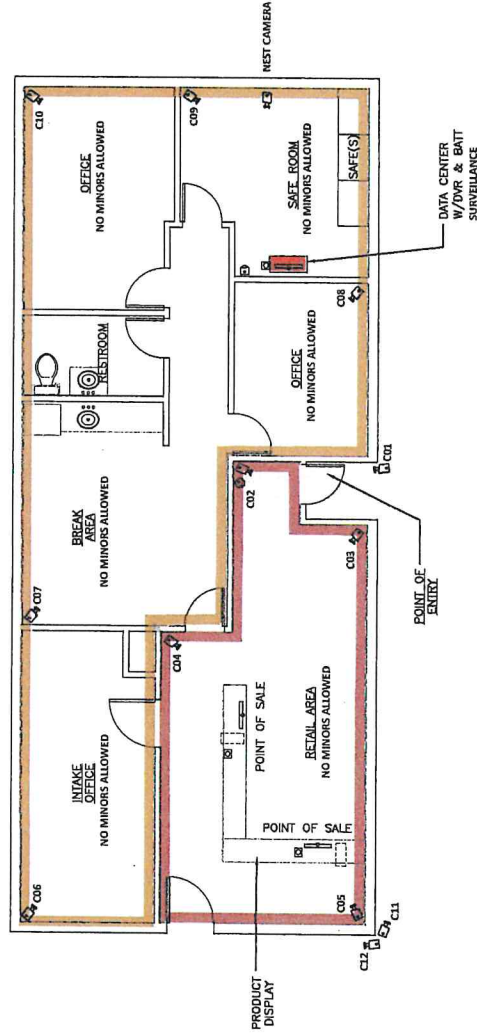 C10
OFFICE
NO MINORS ALLOWED
C09
NEST CAMERA
SAFE ROOM
NO MINORS ALLOWED
SAFE(S)
DATA CENTER
W/DVR & BATT
SURVEILLANCE
RESTROOM
OFFICE
NO MINORS ALLOWED
C08
BREAK
AREA
NO MINORS ALLOWED
C07
C02
C01
POINT OF
ENTRY
C03
C04
INTAKE
OFFICE
NO MINORS ALLOWED
C06
POINT OF SALE
RETAIL AREA
NO MINORS ALLOWED
POINT OF SALE
C05
C12
C11
PRODUCT
DISPLAY